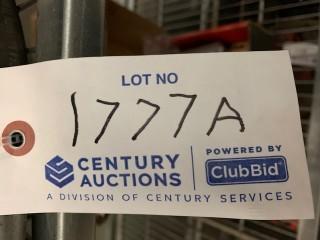 LOT NO
1777A
CENTURY AUCTIONS
POWERED BY ClubBid
A DIVISION OF CENTURY SERVICES